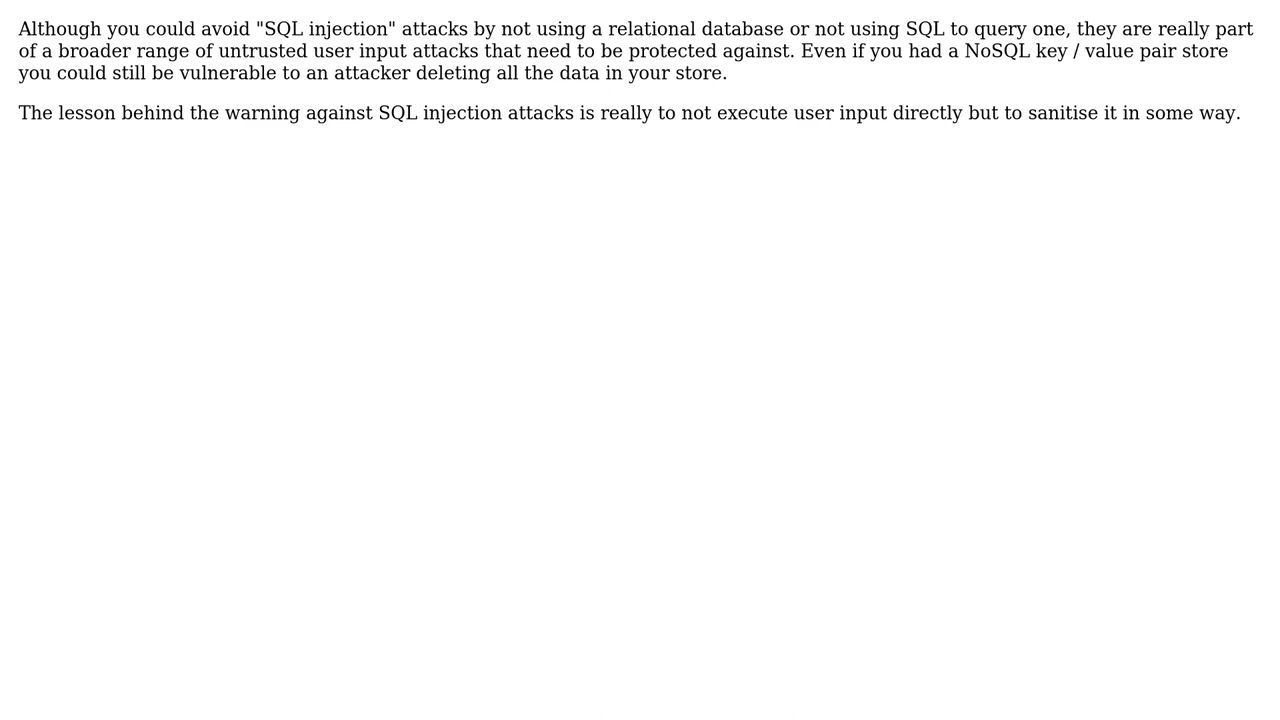 Although you could avoid "SQL injection" attacks by not using a relational database or not using SQL to query one, they are really part
of a broader range of untrusted user input attacks that need to be protected against. Even if you had a NoSQL key / value pair store
you could still be vulnerable to an attacker deleting all the data in your store.
The lesson behind the warning against SQL injection attacks is really to not execute user input directly but to sanitise it in some way.